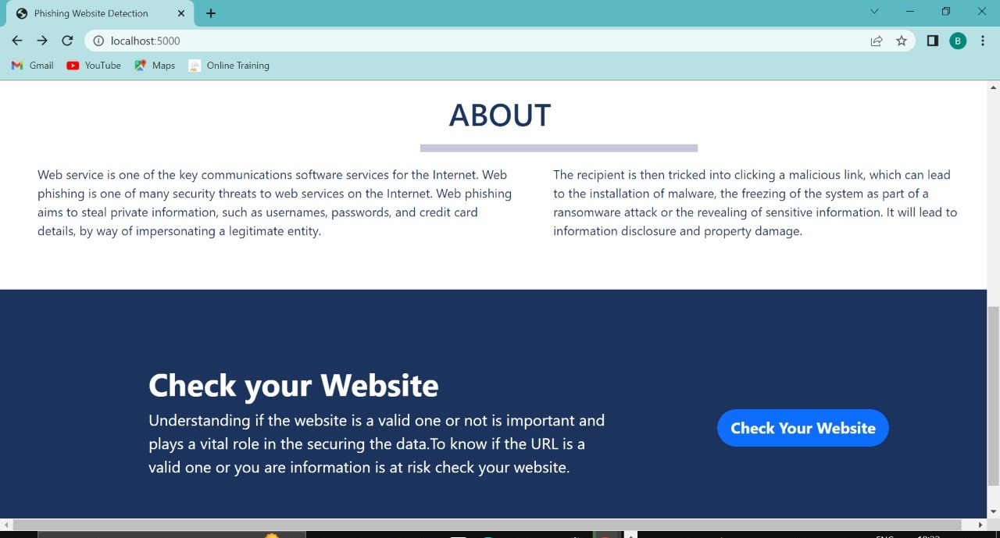 Phishing Website Detection
localhost:5000
B
Gmail
YouTube
Maps
Online Training
ABOUT
Web service is one of the key communications software services for the Internet. Web
phishing is one of many security threats to web services on the Internet. Web phishing
aims to steal private information, such as usernames, passwords, and credit card
details, by way of impersonating a legitimate entity.
The recipient is then tricked into clicking a malicious link, which can lead
to the installation of malware, the freezing of the system as part of a
ransomware attack or the revealing of sensitive information. It will lead to
information disclosure and property damage.
Check your Website
Understanding if the website is a valid one or not is important and
plays a vital role in the securing the data.To know if the URL is a
valid one or you are information is at risk check your website.
Check Your Website